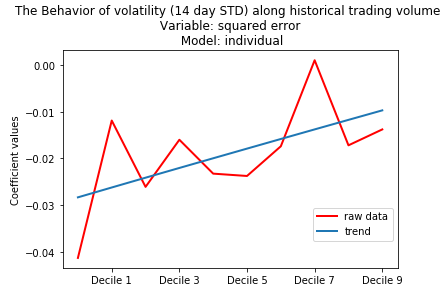 The Behavior of volatility (14 day STD) along historical trading volume
Variable: squared error
Model: individual
0.00
−0.01
−0.02
−0.03
−0.04
Coefficient values
raw data
trend
Decile 1
Decile 3
Decile 5
Decile 7
Decile 9